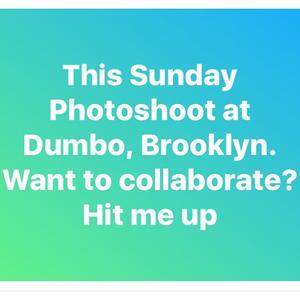 This Sunday
Photoshoot at
Dumbo, Brooklyn.
Want to collaborate?
Hit me up